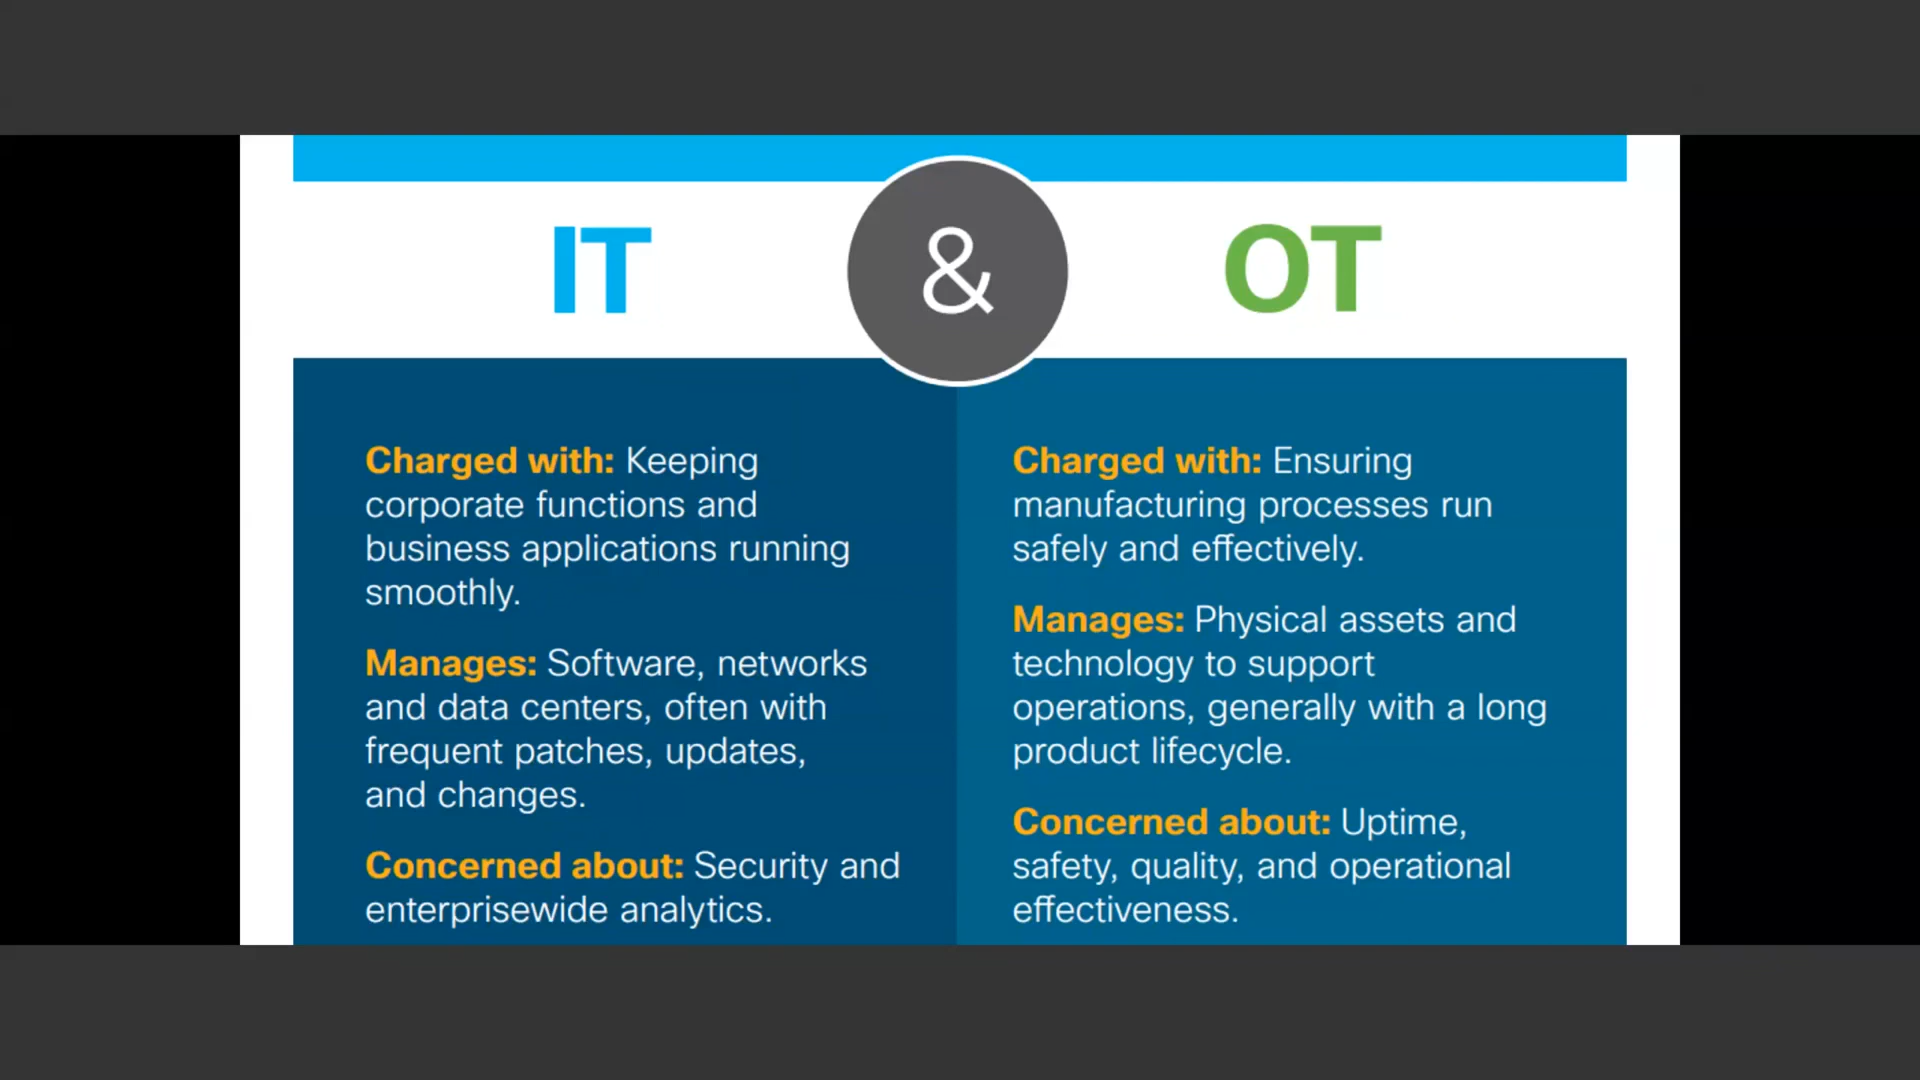 IT
&
OT
Charged with: Keeping
corporate functions and
business applications running
smoothly.
Manages: Software, networks
and data centers, often with
frequent patches, updates,
and changes.
Concerned about: Security and
enterprisewide analytics.
Charged with: Ensuring
manufacturing processes run
safely and effectively.
Manages: Physical assets and
technology to support
operations, generally with a long
product lifecycle.
Concerned about: Uptime,
safety, quality, and operational
effectiveness.